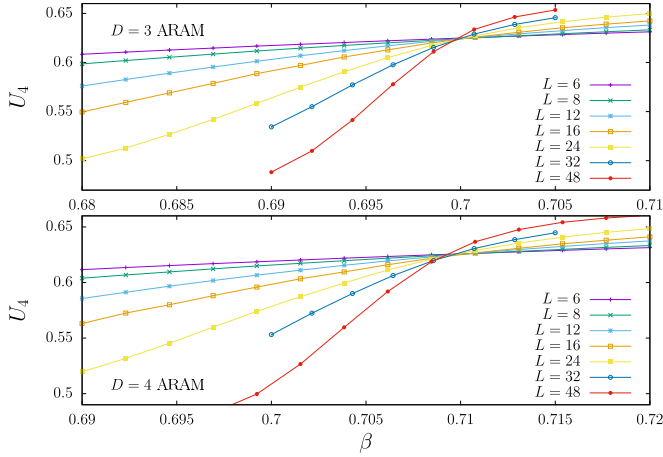 0.65
D = 3 ARAM
0.6
U₄
0.55
0.5
L = 6
L = 8
L = 12
L = 16
L = 24
L = 32
L = 48
0.68 0.685 0.69 0.695 0.7 0.705 0.71
0.65
0.6
U₄
0.55
0.5
L = 6
L = 8
L = 12
L = 16
L = 24
L = 32
L = 48
D = 4 ARAM
0.69 0.695 0.7 0.705 0.71 0.715 0.72
β